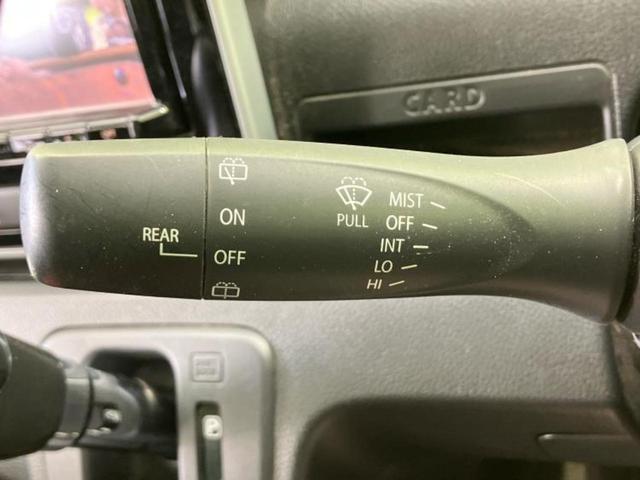 CARD
MIST
OFF
INT
LO
HI
PULL
REAR
ON
OFF
P